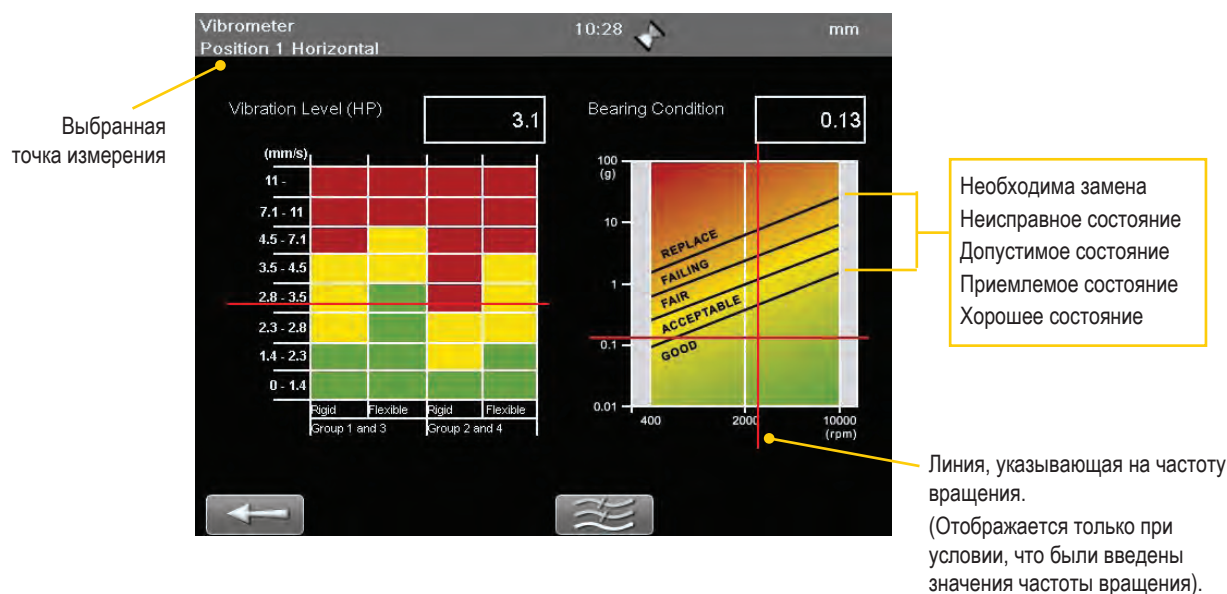 Vibrometer
Position 1 Horizontal
10:28
mm
Выбранная
точка измерения
Vibration Level (HP)
3.1
(mm/s)
11 -
7.1 - 11
4.5 - 7.1
3.5 - 4.5
2.8 - 3.5
2.3 - 2.8
1.4 - 2.3
0 - 1.4
Rigid Flexible Rigid Flexible
Group 1 and 3 Group 2 and 4
Bearing Condition
0.13
100
(g)
10
1
0.1
0.01
REPLACE
FAILING
FAIR
ACCEPTABLE
GOOD
400 2000 10000
(rpm)
Необходима замена
Неисправное состояние
Допустимое состояние
Приемлемое состояние
Хорошее состояние
Линия, указывающая на частоту
вращения.
(Отображается только при
условии, что были введены
значения частоты вращения).